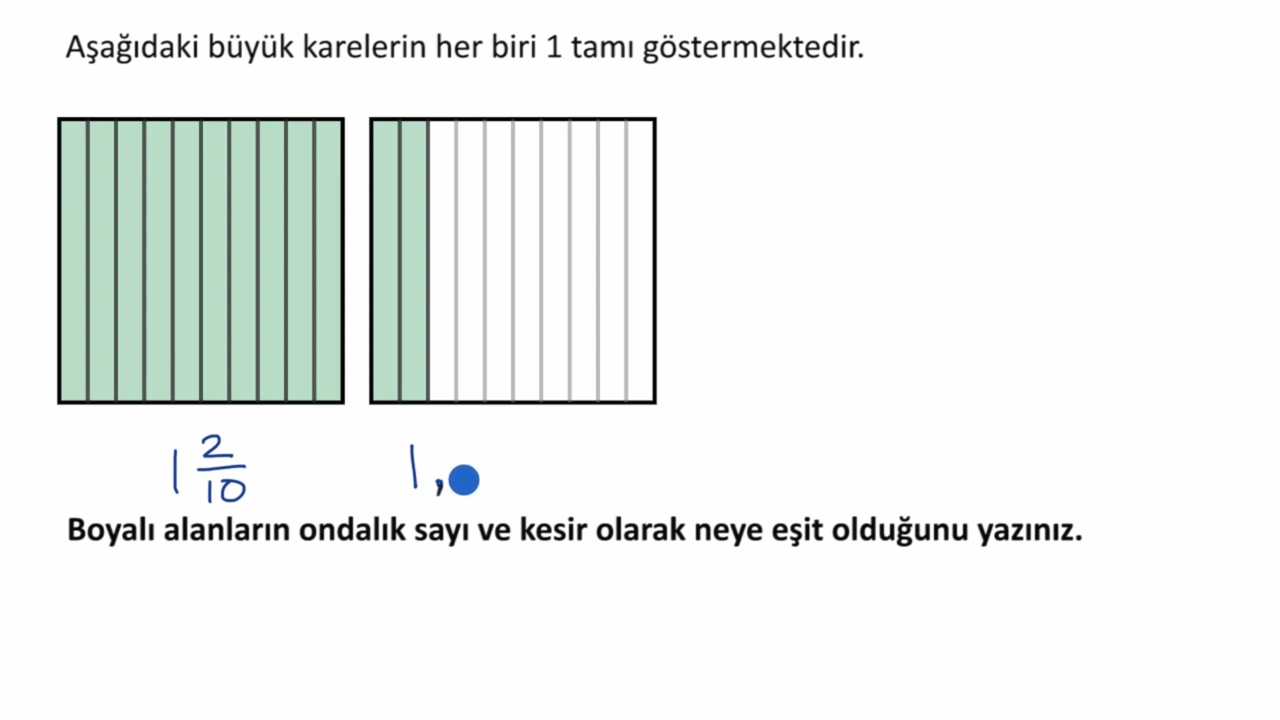 Aşağıdaki büyük karelerin her biri 1 tamı göstermektedir.
1 2/10 1,
Boyalı alanların ondalık sayı ve kesir olarak neye eşit olduğunu yazınız.